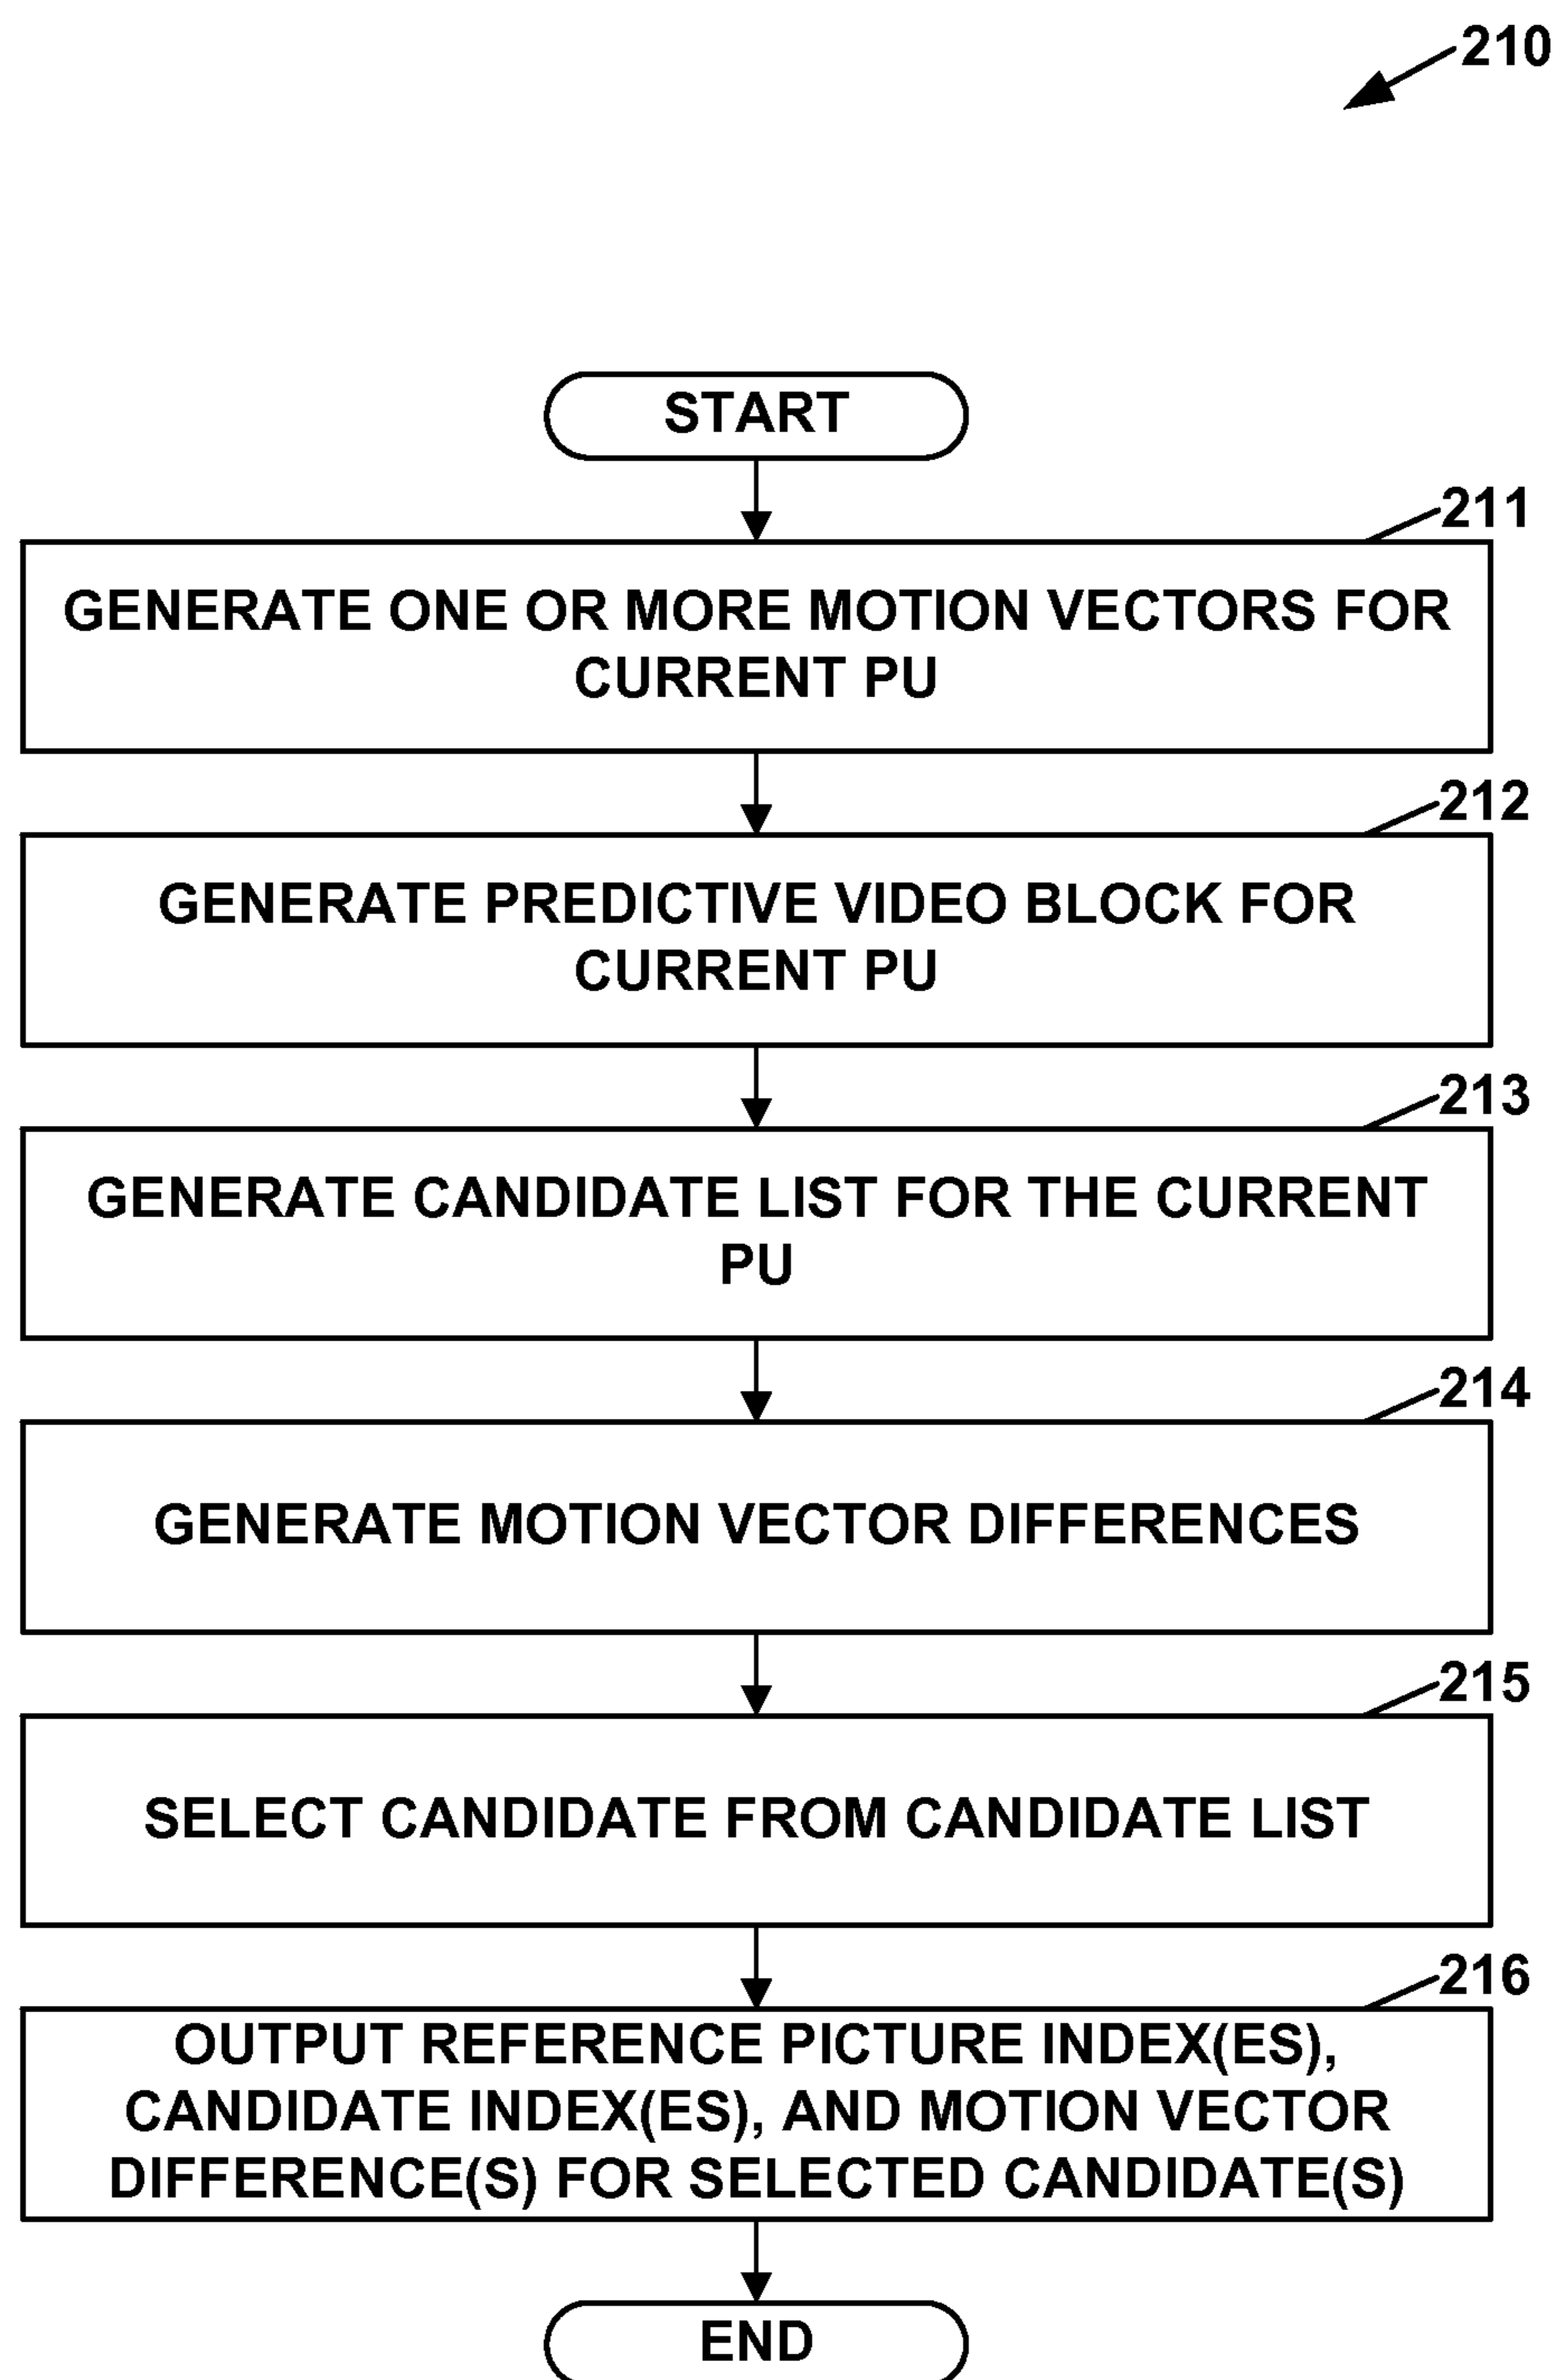 210
START
211
GENERATE ONE OR MORE MOTION VECTORS FOR
CURRENT PU
212
GENERATE PREDICTIVE VIDEO BLOCK FOR
CURRENT PU
213
GENERATE CANDIDATE LIST FOR THE CURRENT
PU
214
GENERATE MOTION VECTOR DIFFERENCES
215
SELECT CANDIDATE FROM CANDIDATE LIST
216
OUTPUT REFERENCE PICTURE INDEX(ES),
CANDIDATE INDEX(ES), AND MOTION VECTOR
DIFFERENCE(S) FOR SELECTED CANDIDATE(S)
END